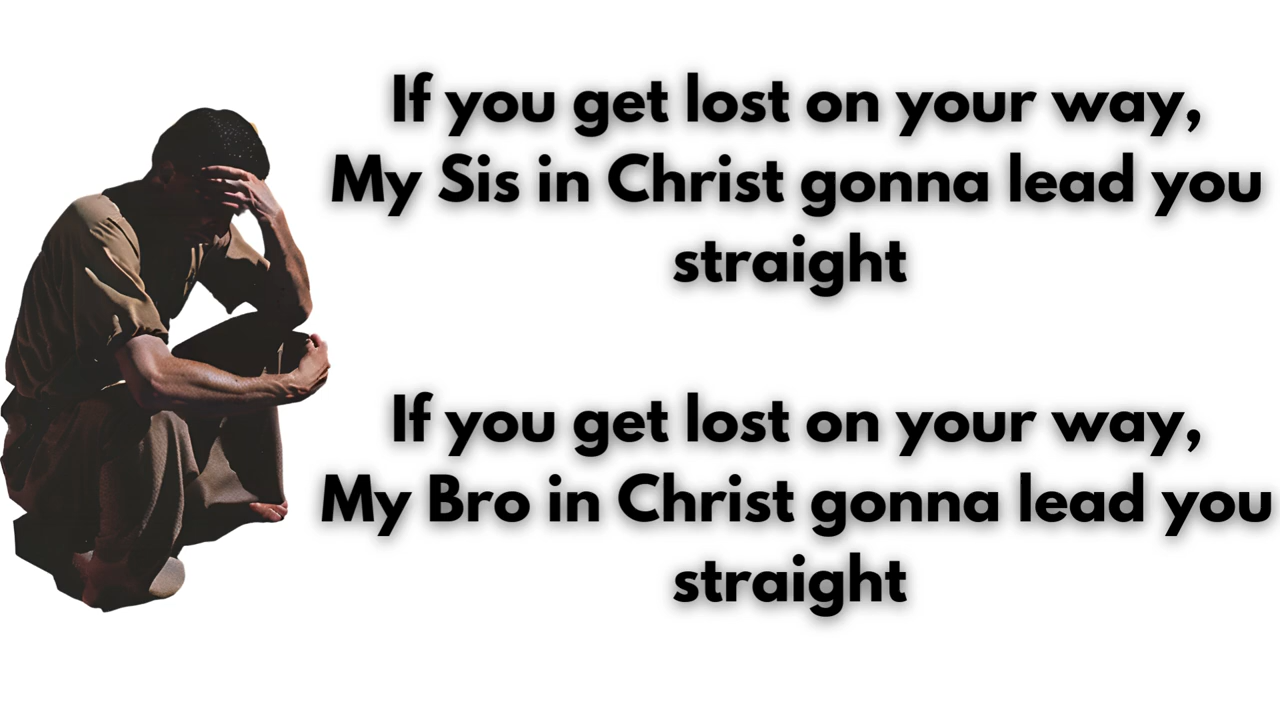 If you get lost on your way,
My Sis in Christ gonna lead you
straight
If you get lost on your way,
My Bro in Christ gonna lead you
straight